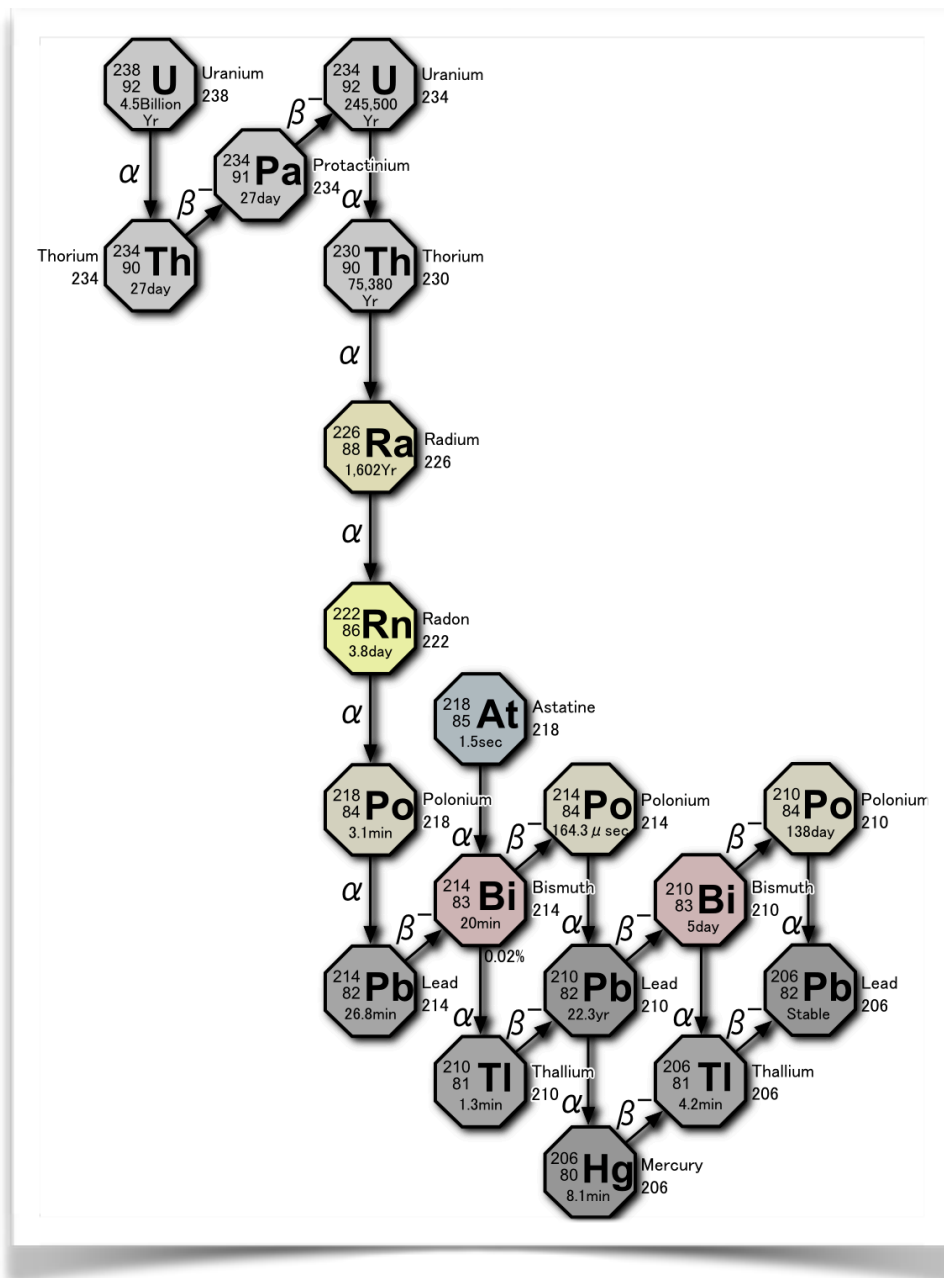 238
92 U
4.5Billion
Yr
Uranium
238
α
234
90 Th
27day
Thorium
234
β−
234
91 Pa
27day
Protactinium
234
β−
234
92 U
245,500
Yr
Uranium
234
α
230
90 Th
75,380
Yr
Thorium
230
α
226
88 Ra
1,602Yr
Radium
226
α
222
86 Rn
3.8day
Radon
222
α
218
84 Po
3.1min
Polonium
218
α
214
82 Pb
26.8min
Lead
214
β−
218
85 At
1.5sec
Astatine
218
α
214
83 Bi
20min
Bismuth
214
0.02%
α
β−
214
84 Po
164.3 μ sec
Polonium
214
α
210
81 Tl
1.3min
Thallium
210
β−
210
82 Pb
22.3yr
Lead
210
α
β−
210
83 Bi
5day
Bismuth
210
α
β−
210
84 Po
138day
Polonium
210
α
206
80 Hg
8.1min
Mercury
206
β−
206
81 Tl
4.2min
Thallium
206
β−
206
82 Pb
Stable
Lead
206